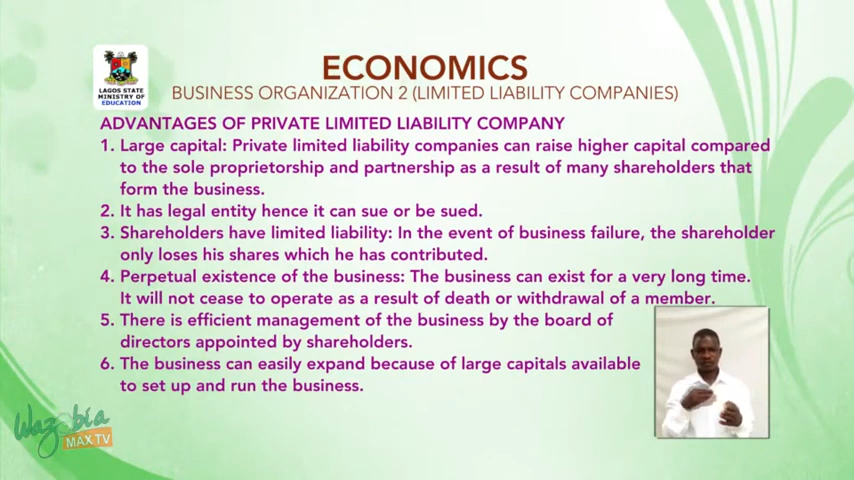 ECONOMICS
LAGOS STATE
MINISTRY OF
EDUCATION
BUSINESS ORGANIZATION 2 (LIMITED LIABILITY COMPANIES)
ADVANTAGES OF PRIVATE LIMITED LIABILITY COMPANY
1. Large capital: Private limited liability companies can raise higher capital compared
to the sole proprietorship and partnership as a result of many shareholders that
form the business.
2. It has legal entity hence it can sue or be sued.
3. Shareholders have limited liability: In the event of business failure, the shareholder
only loses his shares which he has contributed.
4. Perpetual existence of the business: The business can exist for a very long time.
It will not cease to operate as a result of death or withdrawal of a member.
5. There is efficient management of the business by the board of
directors appointed by shareholders.
6. The business can easily expand because of large capitals available
to set up and run the business.
Wazobia
MAX TV